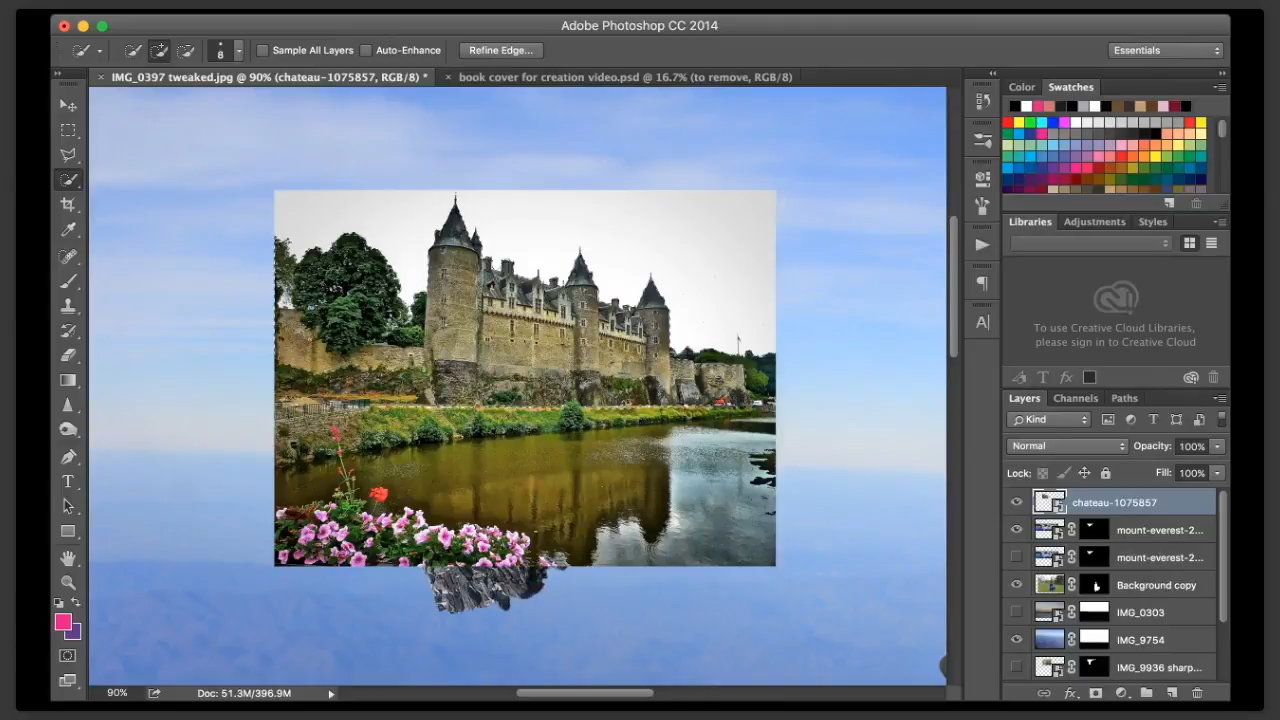 Adobe Photoshop CC 2014
8
Sample All Layers
Auto-Enhance
Refine Edge...
Essentials
IMG_0397 tweaked.jpg @ 90% (chateau-1075857, RGB/8) *
book cover for creation video.psd @ 16.7% (to remove, RGB/8)
Color
Swatches
Libraries
Adjustments
Styles
To use Creative Cloud Libraries,
please sign in to Creative Cloud
Layers
Channels
Paths
Kind
Normal
Opacity: 100%
Lock:
Fill: 100%
chateau-1075857
mount-everest-2...
mount-everest-2...
Background copy
IMG_0303
IMG_9754
IMG_9936 sharp...
90%
Doc: 51.3M/396.9M